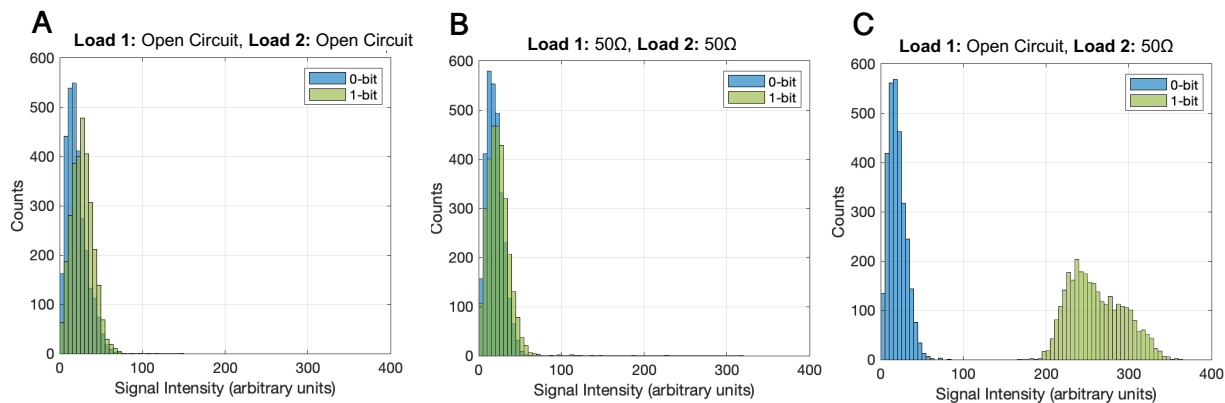 A
Load 1: Open Circuit, Load 2: Open Circuit
600
500
400
300
200
100
0
Counts
0-bit
1-bit
0 100 200 300 400
Signal Intensity (arbitrary units)
B
Load 1: 50Ω, Load 2: 50Ω
600
500
400
300
200
100
0
Counts
0-bit
1-bit
0 100 200 300 400
Signal Intensity (arbitrary units)
C
Load 1: Open Circuit, Load 2: 50Ω
600
500
400
300
200
100
0
Counts
0-bit
1-bit
0 100 200 300 400
Signal Intensity (arbitrary units)